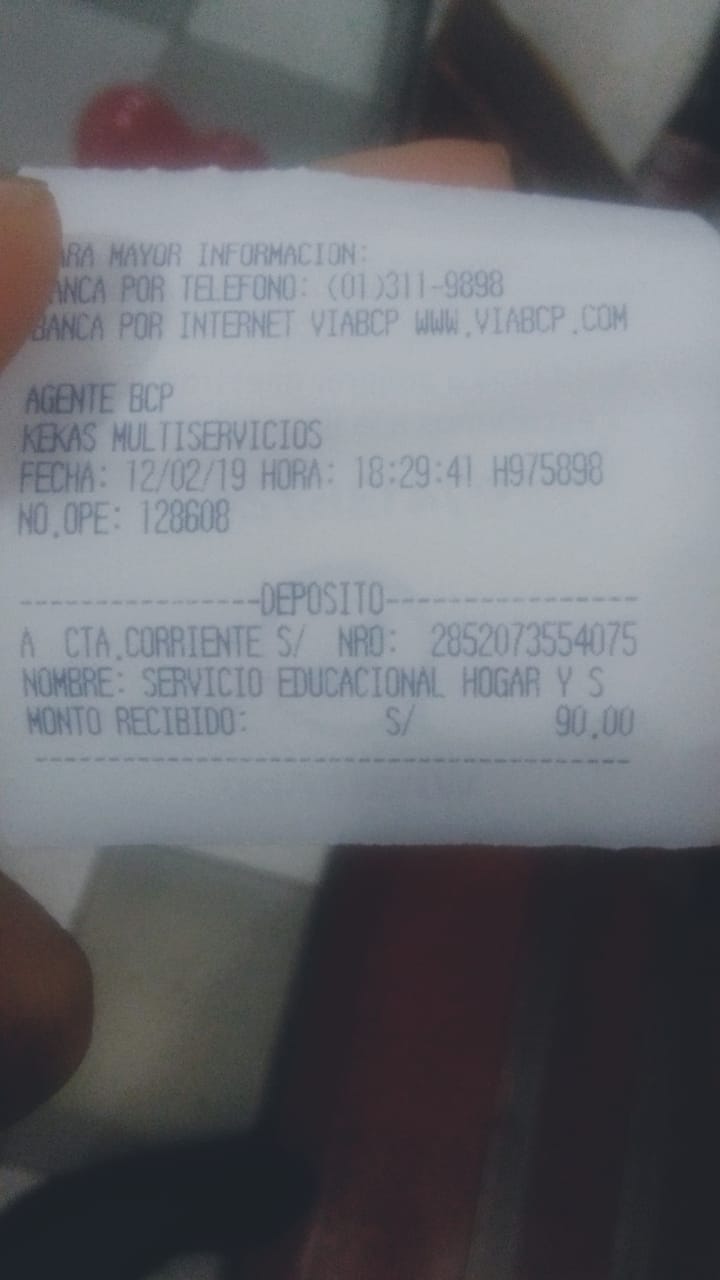 PARA MAYOR INFORMACION:
BANCA POR TELEFONO: (01)311-9898
BANCA POR INTERNET VIABCP WWW.VIABCP.COM
AGENTE BCP
KEKAS MULTISERVICIOS
FECHA: 12/02/19 HORA: 18:29:41 H975898
NO.OPE: 128608
---------------DEPOSITO----------------
A CTA.CORRIENTE S/ NRO: 2852073554075
NOMBRE: SERVICIO EDUCACIONAL HOGAR Y S
MONTO RECIBIDO: S/ 90.00
---------------------------------------